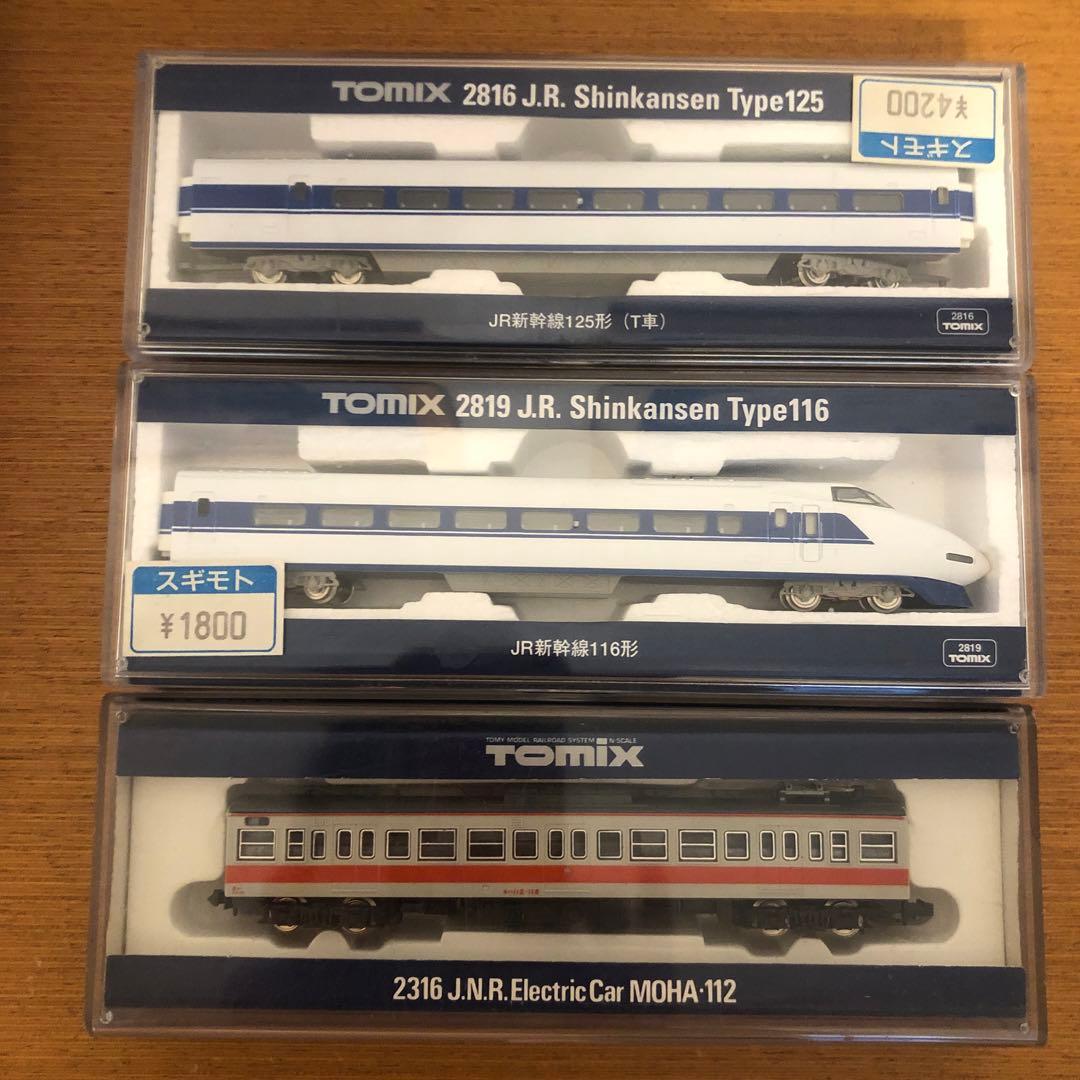 TOMIX 2816 J.R. Shinkansen Type125
¥4200
スギモト
JR新幹線125形（T車）
2816
TOMIX
TOMIX 2819 J.R. Shinkansen Type116
スギモト
¥1800
JR新幹線116形
2819
TOMIX
TOMY MODEL RAILROAD SYSTEM N-SCALE
TOMIX
2316 J.N.R. Electric Car MOHA·112